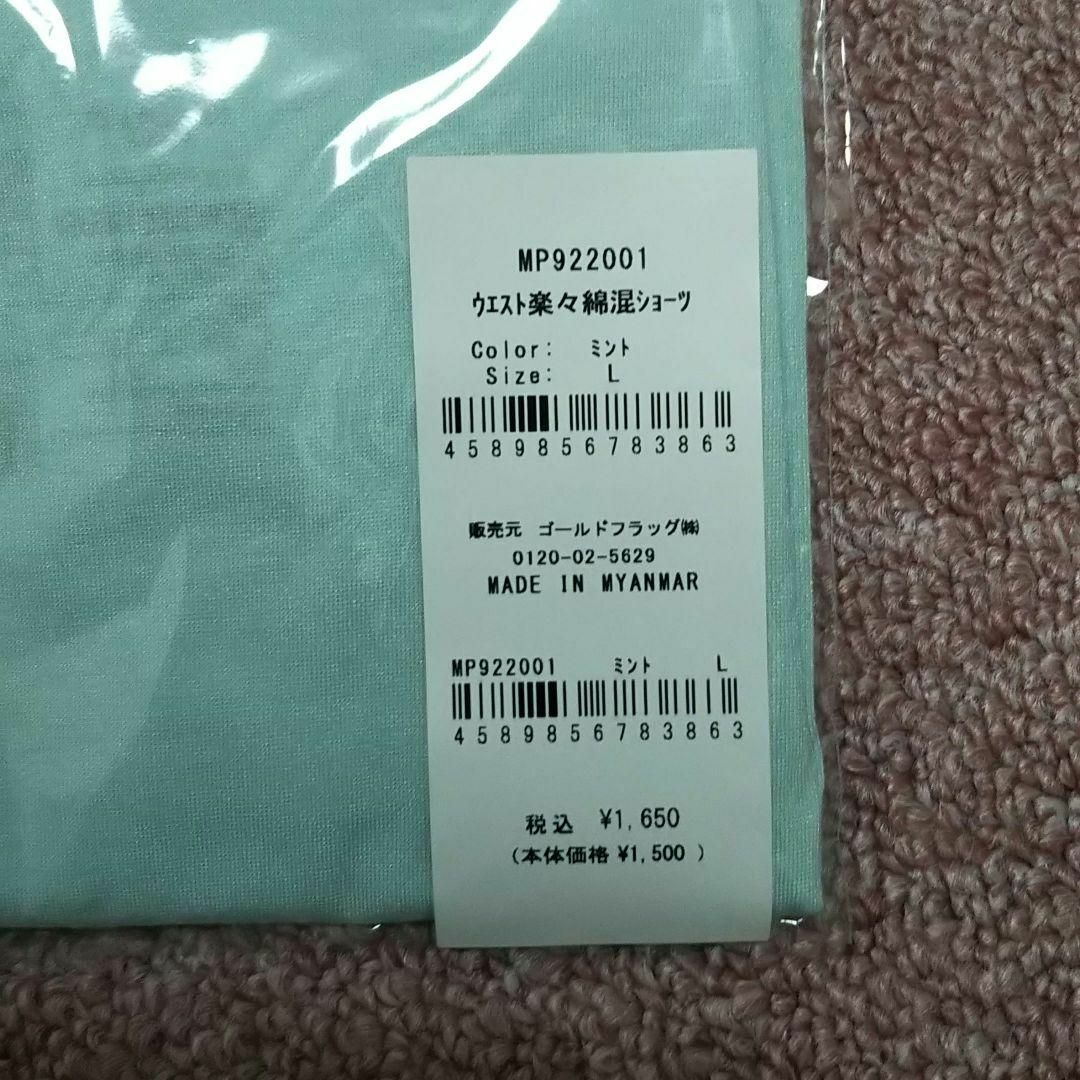 MP922001
ウエスト楽々綿混ショーツ
Color: ミント
Size: L
4589856783863
販売元 ゴールドフラッグ㈱
0120-02-5629
MADE IN MYANMAR
MP922001 ミント L
4589856783863
税込 ¥1,650
(本体価格 ¥1,500 )